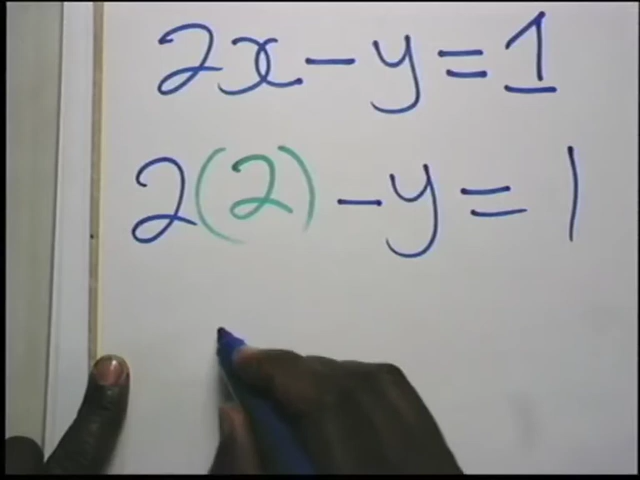 2x - y = 1
2(2) - y = 1